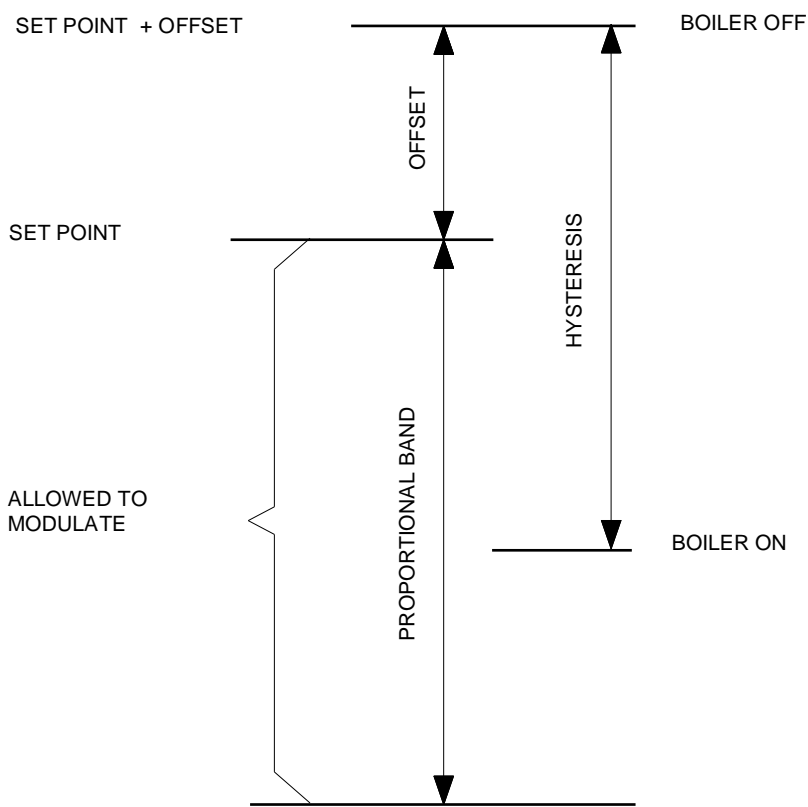 SET POINT + OFFSET
BOILER OFF
OFFSET
SET POINT
HYSTERESIS
PROPORTIONAL BAND
ALLOWED TO
MODULATE
BOILER ON